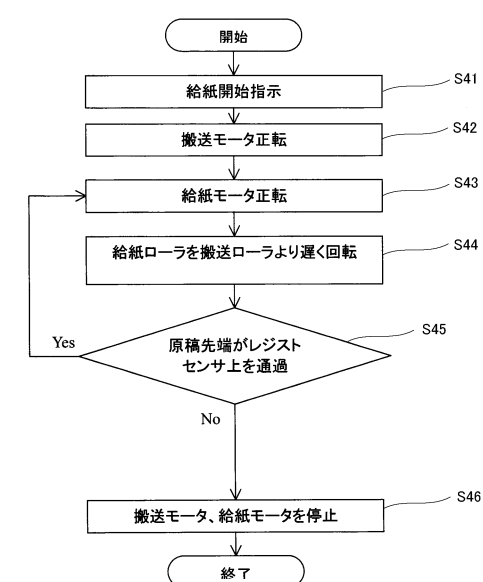 開始
給紙開始指示
S41
搬送モータ正転
S42
給紙モータ正転
S43
給紙ローラを搬送ローラより遅く回転
S44
原稿先端がレジスト
センサ上を通過
S45
Yes
No
搬送モータ、給紙モータを停止
S46
終了